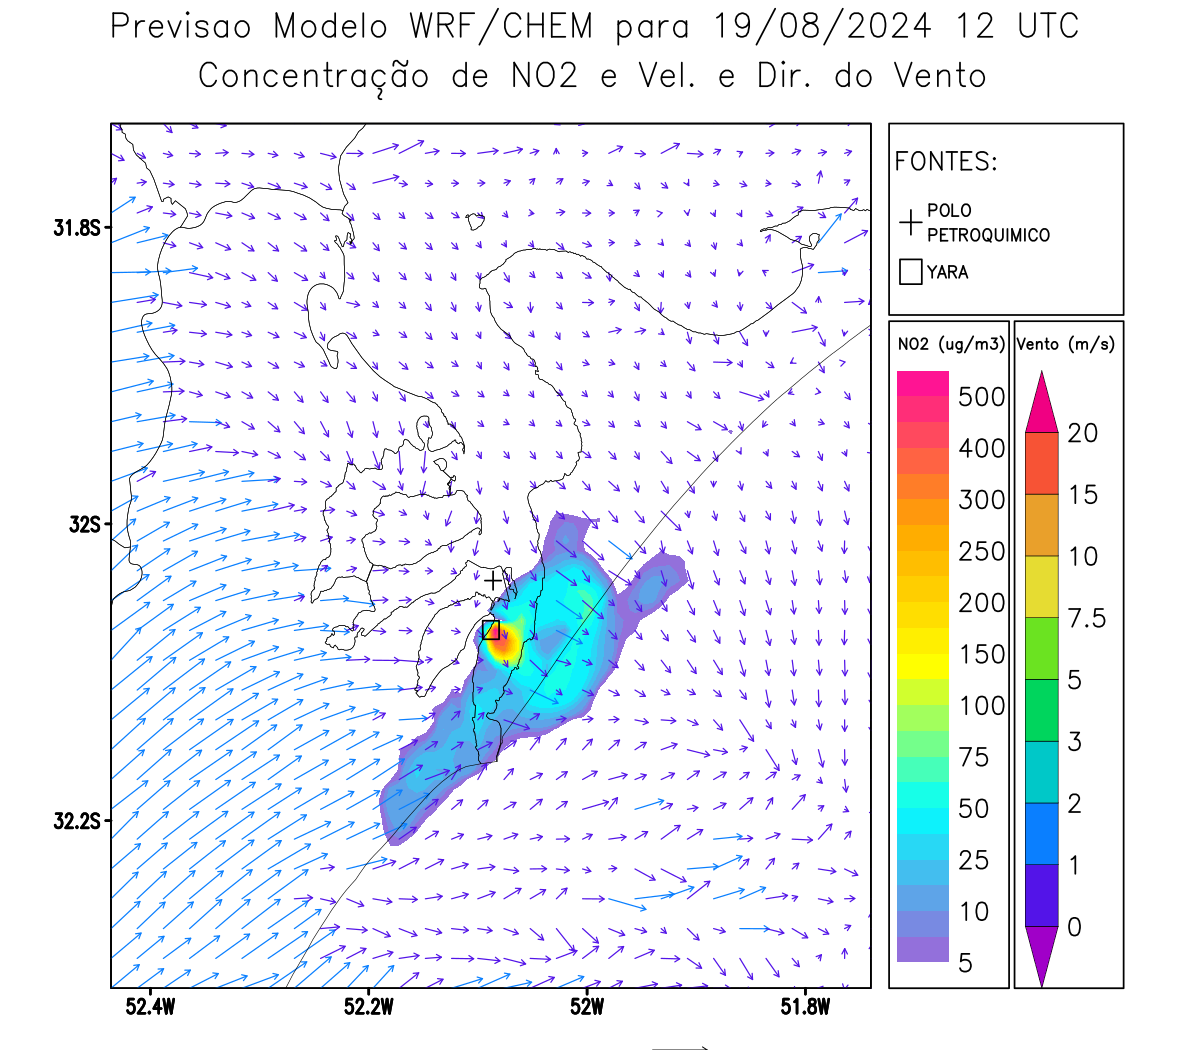 Previsao Modelo WRF/CHEM para 19/08/2024 12 UTC
Concentração de NO2 e Vel. e Dir. do Vento
FONTES:
POLO
PETROQUIMICO
YARA
NO2 (ug/m3)
500
400
300
250
200
150
100
75
50
25
10
5
Vento (m/s)
20
15
10
7.5
5
3
2
1
0
31.8S
32S
32.2S
52.4W
52.2W
52W
51.8W